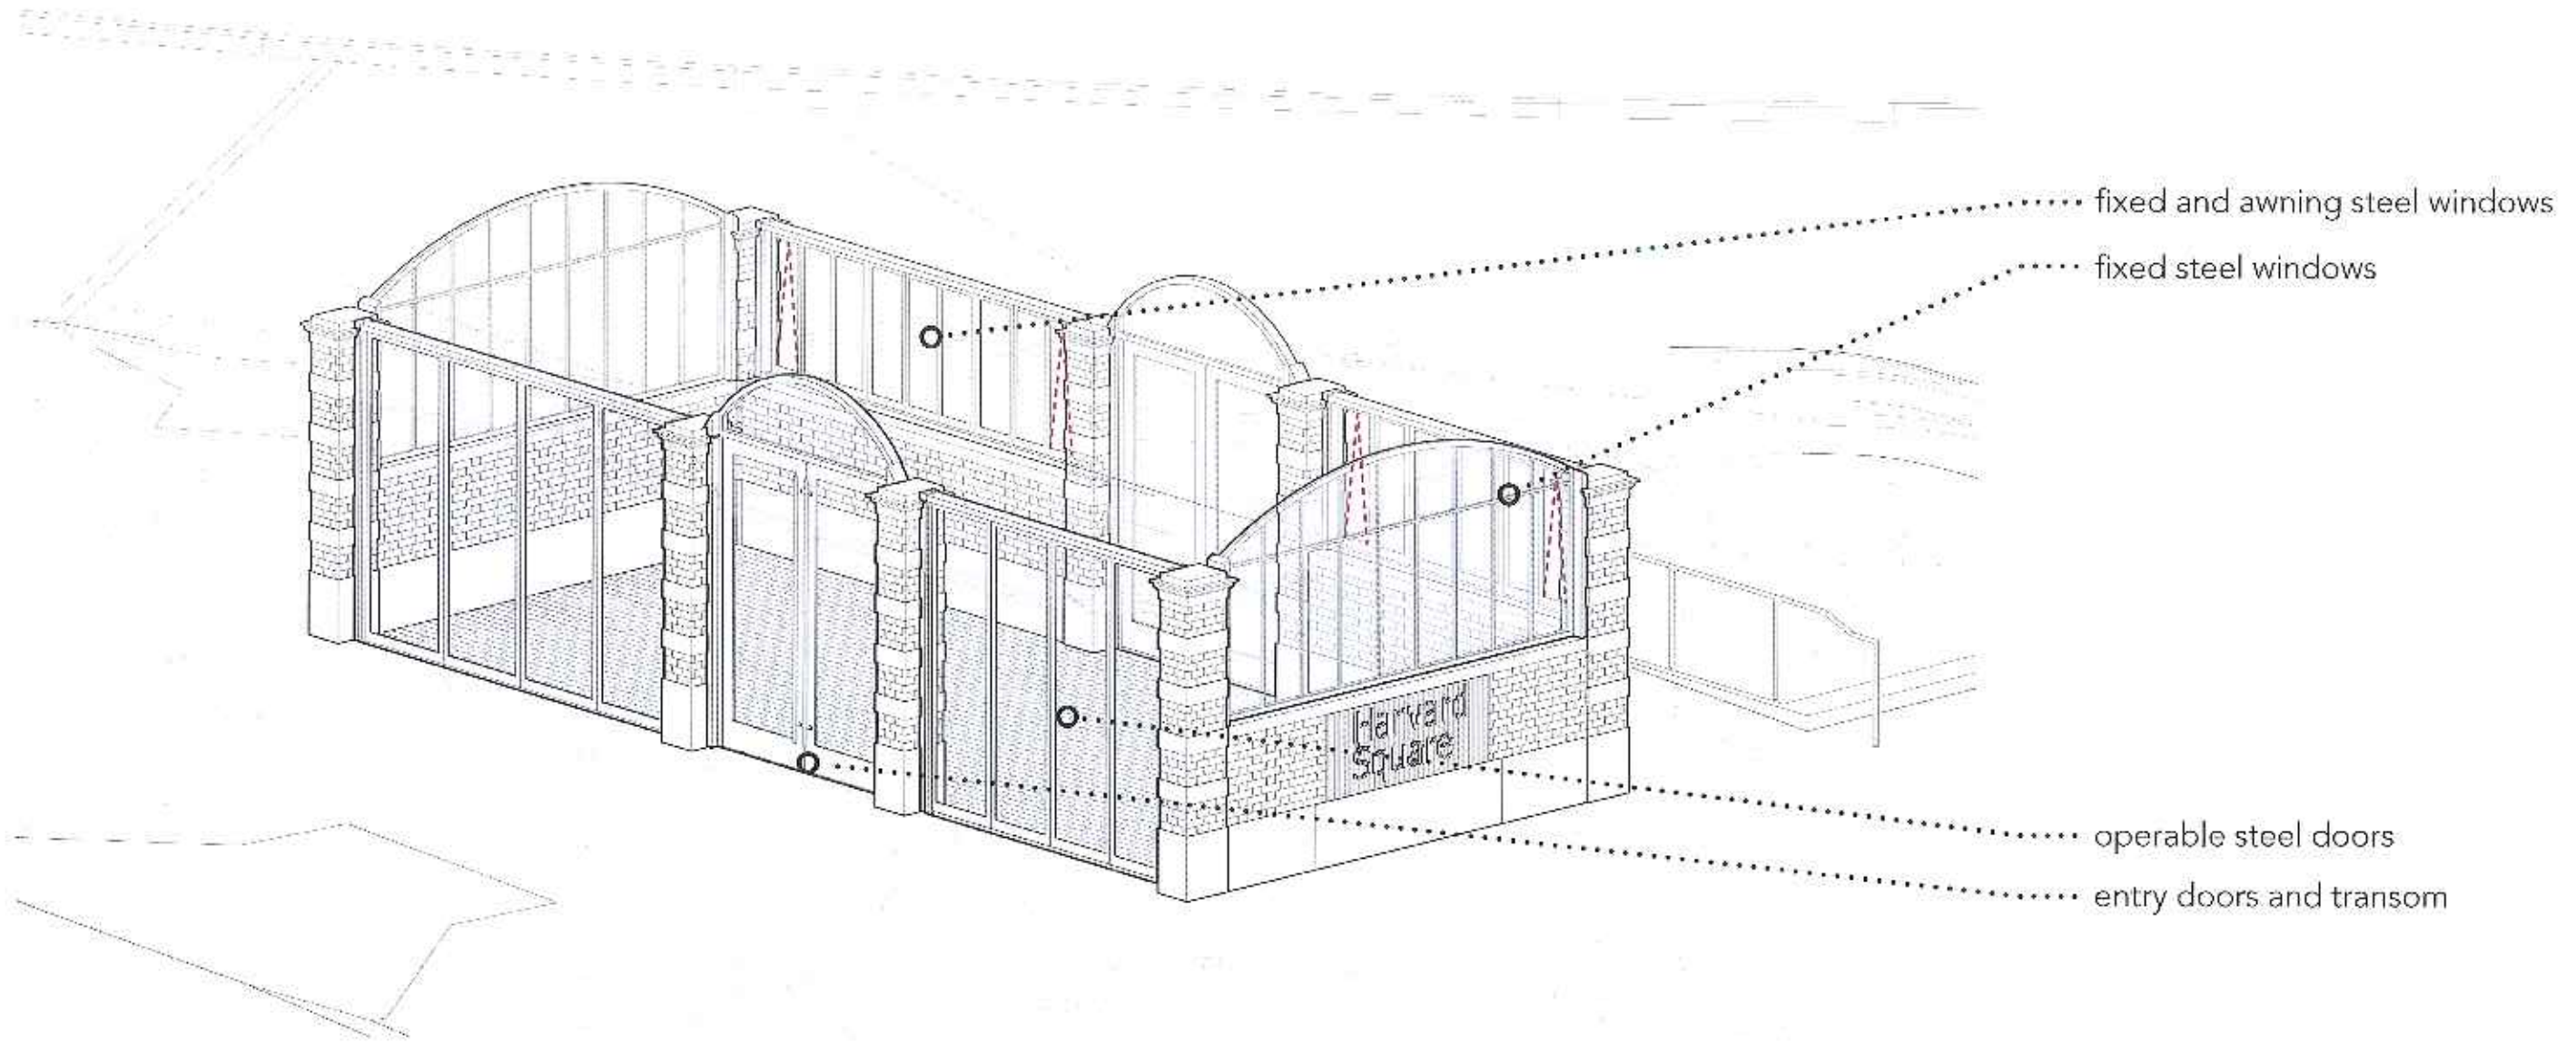 fixed and awning steel windows
fixed steel windows
Harvard
Square
operable steel doors
entry doors and transom